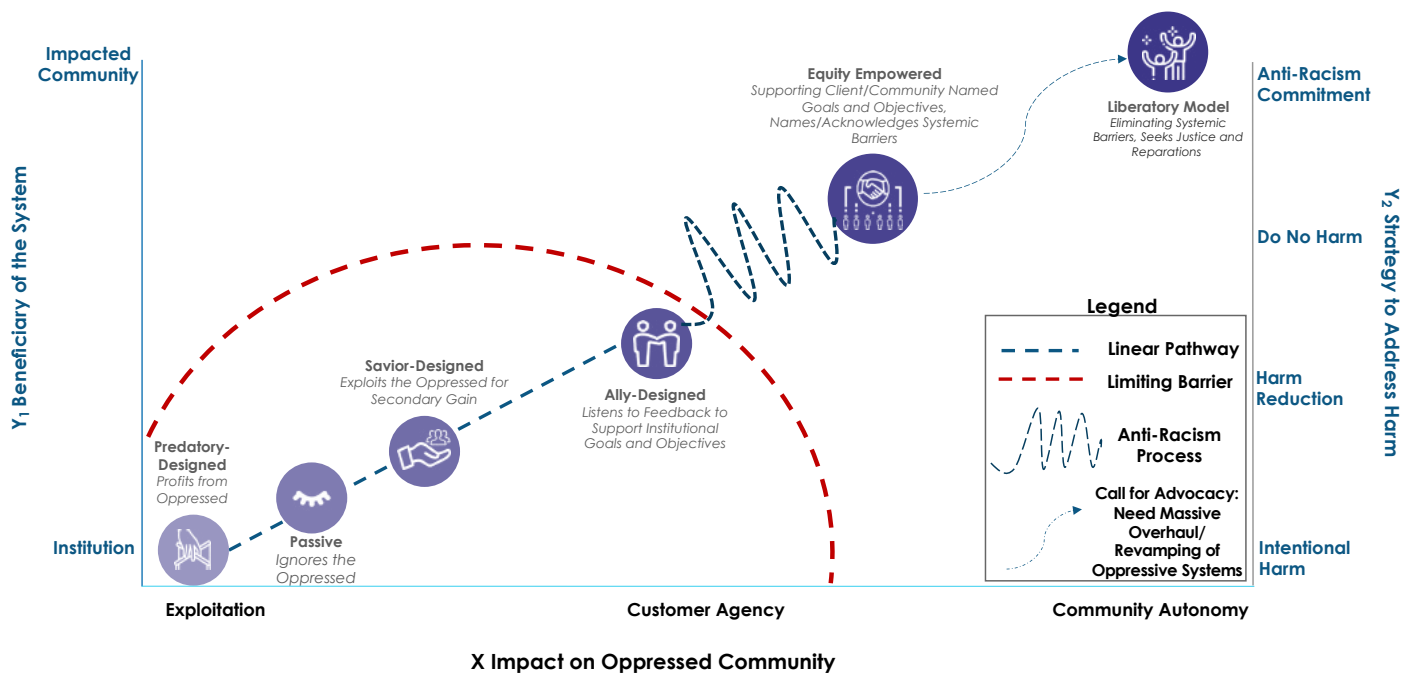 Impacted
Community
Institution
Y1 Beneficiary of the System
Predatory-
Designed
Profits from
Oppressed
Passive
Ignores the
Oppressed
Savior-Designed
Exploits the Oppressed for
Secondary Gain
Ally-Designed
Listens to Feedback to
Support Institutional
Goals and Objectives
Equity Empowered
Supporting Client/Community Named
Goals and Objectives,
Names/Acknowledges Systemic
Barriers
Liberatory Model
Eliminating Systemic
Barriers, Seeks Justice and
Reparations
Anti-Racism
Commitment
Do No Harm
Harm
Reduction
Intentional
Harm
Y2 Strategy to Address Harm
Legend
Linear Pathway
Limiting Barrier
Anti-Racism
Process
Call for Advocacy:
Need Massive
Overhaul/
Revamping of
Oppressive Systems
Exploitation
Customer Agency
Community Autonomy
X Impact on Oppressed Community